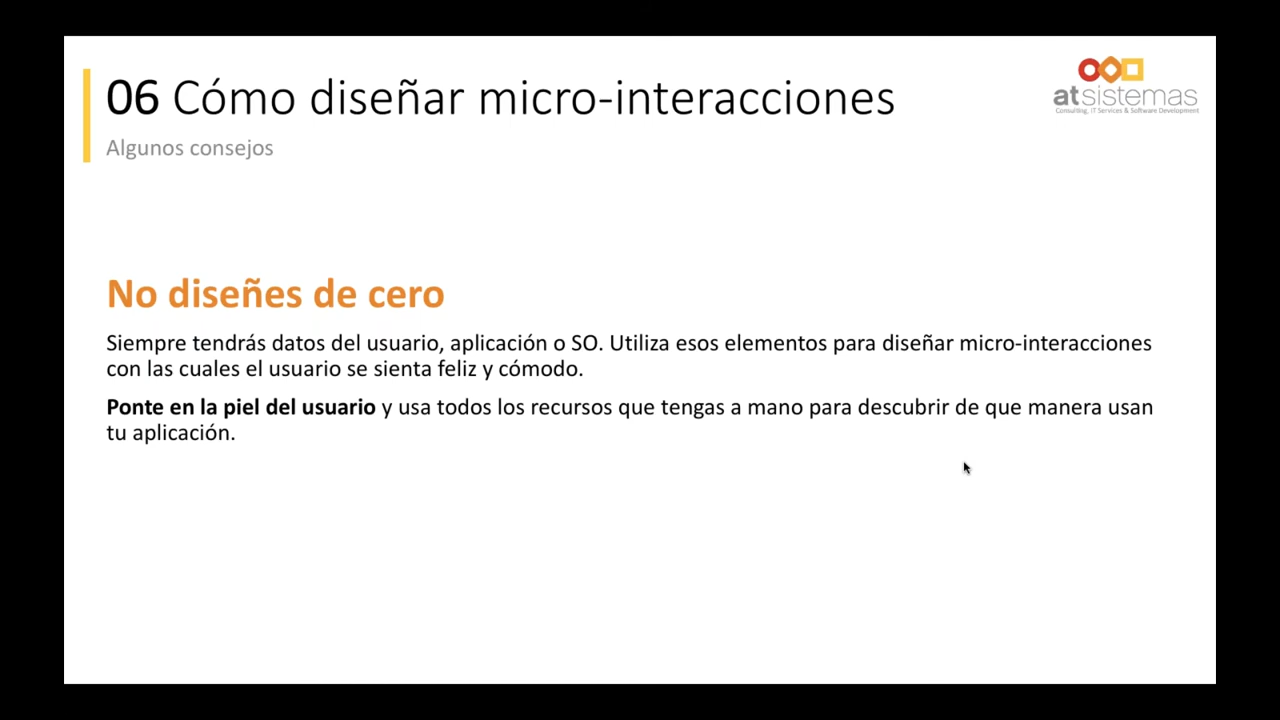 06 Cómo diseñar micro-interacciones
Algunos consejos
atsistemas
Consulting, IT Services & Software Development
No diseñes de cero
Siempre tendrás datos del usuario, aplicación o SO. Utiliza esos elementos para diseñar micro-interacciones
con las cuales el usuario se sienta feliz y cómodo.
Ponte en la piel del usuario y usa todos los recursos que tengas a mano para descubrir de que manera usan
tu aplicación.